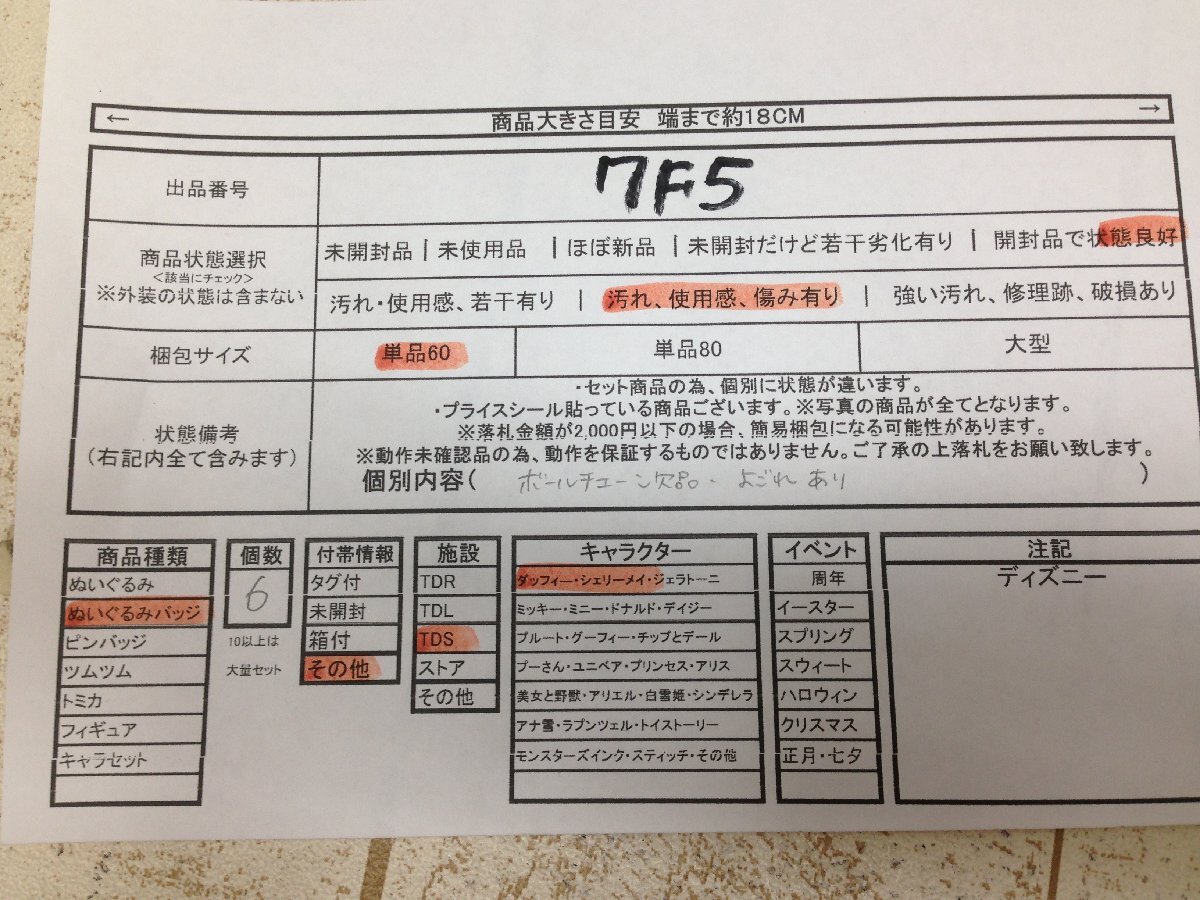 ← 商品大きさ目安 端まで約18CM →
出品番号 7F5
商品状態選択
<該当にチェック>
※外装の状態は含まない
未開封品 | 未使用品 | ほぼ新品 | 未開封だけど若干劣化有り | 開封品で状態良好
汚れ・使用感、若干有り | 汚れ、使用感、傷み有り | 強い汚れ、修理跡、破損あり
梱包サイズ 単品60 単品80 大型
状態備考
(右記内全て含みます)
・セット商品の為、個別に状態が違います。
・プライスシール貼っている商品ございます。※写真の商品が全てとなります。
※落札金額が2,000円以下の場合、簡易梱包になる可能性があります。
※動作未確認品の為、動作を保証するものではありません。ご了承の上落札をお願い致します。
個別内容( ボールチェーン欠品・よごれあり )
商品種類
ぬいぐるみ
ぬいぐるみバッジ
ピンバッジ
ツムツム
トミカ
フィギュア
キャラセット
個数
6
10以上は
大量セット
付帯情報
タグ付
未開封
箱付
その他
施設
TDR
TDL
TDS
ストア
その他
キャラクター
ダッフィー・シェリーメイ・ジェラトーニ
ミッキー・ミニー・ドナルド・デイジー
プルート・グーフィー・チップとデール
プーさん・ユニベア・プリンセス・アリス
美女と野獣・アリエル・白雪姫・シンデレラ
アナ雪・ラプンツェル・トイストーリー
モンスターズインク・スティッチ・その他
イベント
周年
イースター
スプリング
スウィート
ハロウィン
クリスマス
正月・七夕
注記
ディズニー